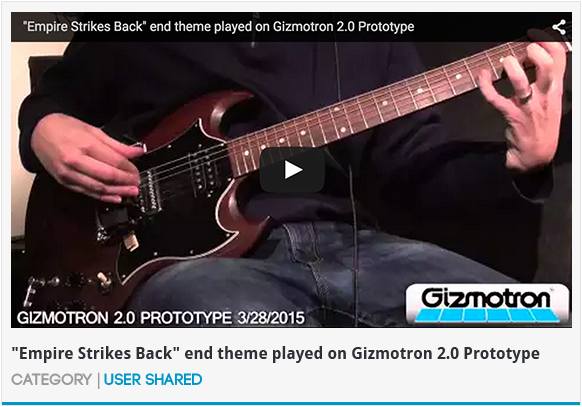 "Empire Strikes Back" end theme played on Gizmotron 2.0 Prototype
GIZMOTRON 2.0 PROTOTYPE 3/28/2015
Gizmotron
"Empire Strikes Back" end theme played on Gizmotron 2.0 Prototype
CATEGORY | USER SHARED